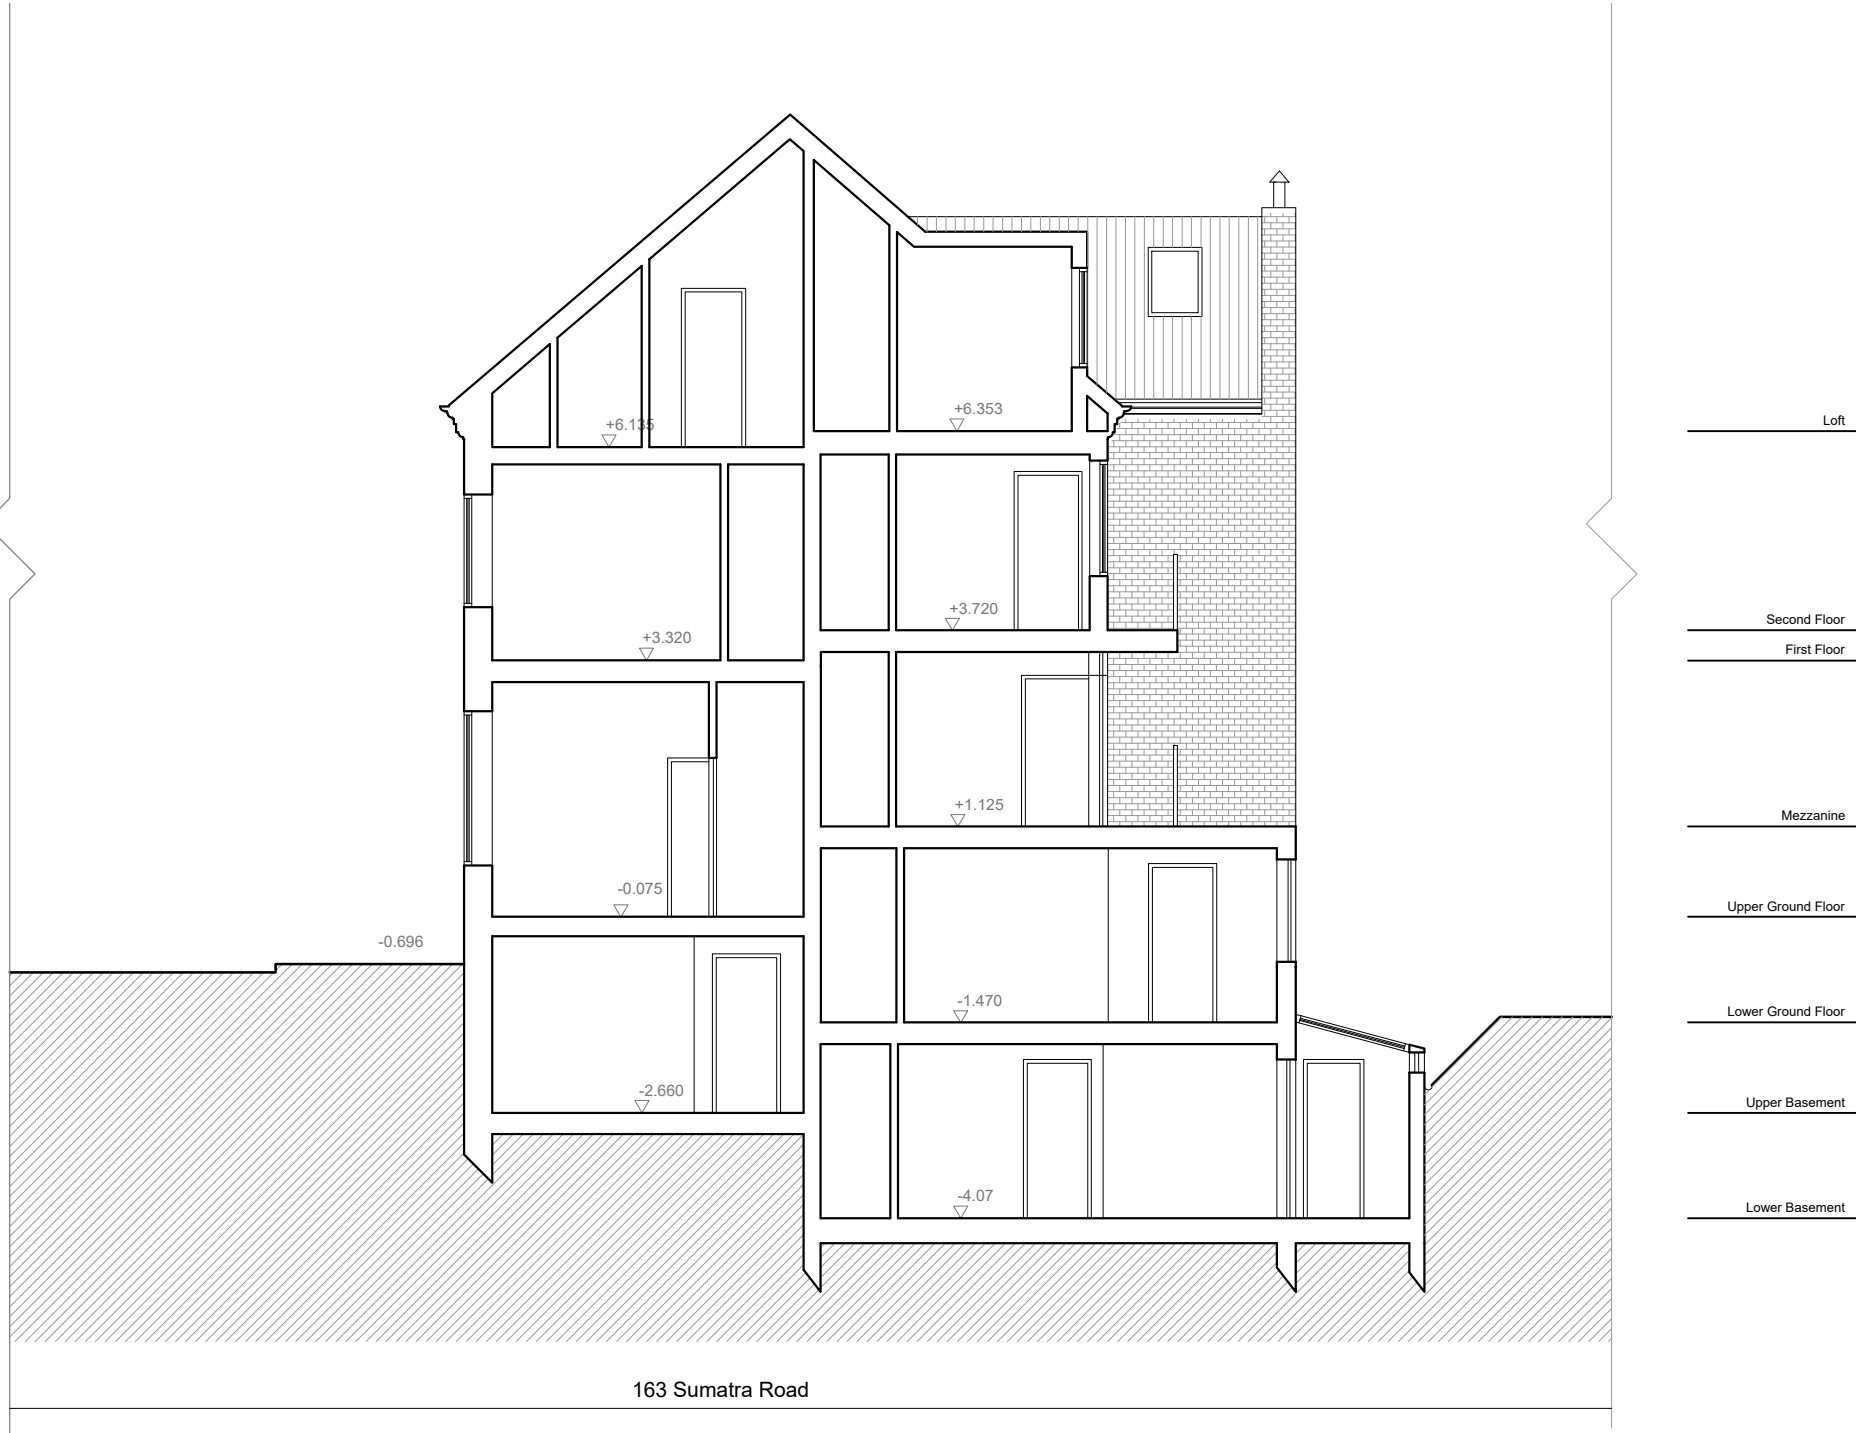 +6.135
+6.353
Loft
+3.720
Second Floor
+3.320
First Floor
+1.125
Mezzanine
-0.075
Upper Ground Floor
-0.696
-1.470
Lower Ground Floor
-2.660
Upper Basement
-4.07
Lower Basement
163 Sumatra Road